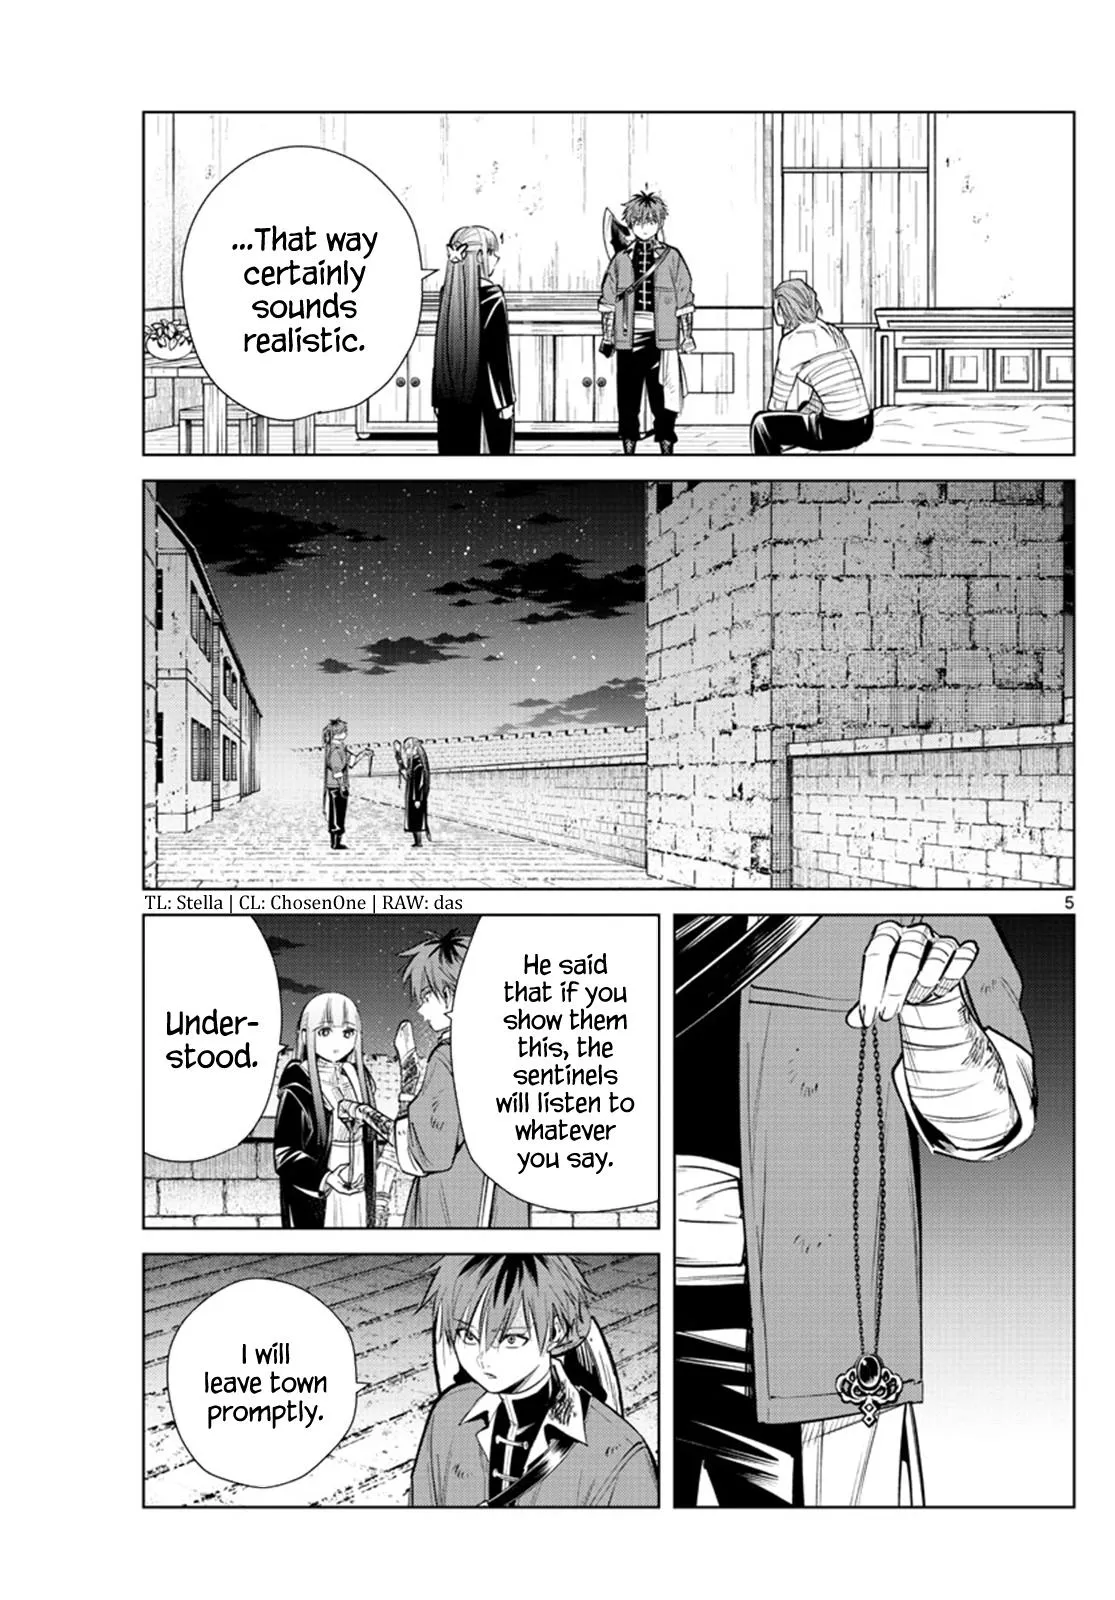 ...That way
certainly
sounds
realistic.
TL: Stella | CL: ChosenOne | RAW: das
5
He said
that if you
show them
this, the
sentinels
will listen to
whatever
you say.
Under-
stood.
I will
leave town
promptly.